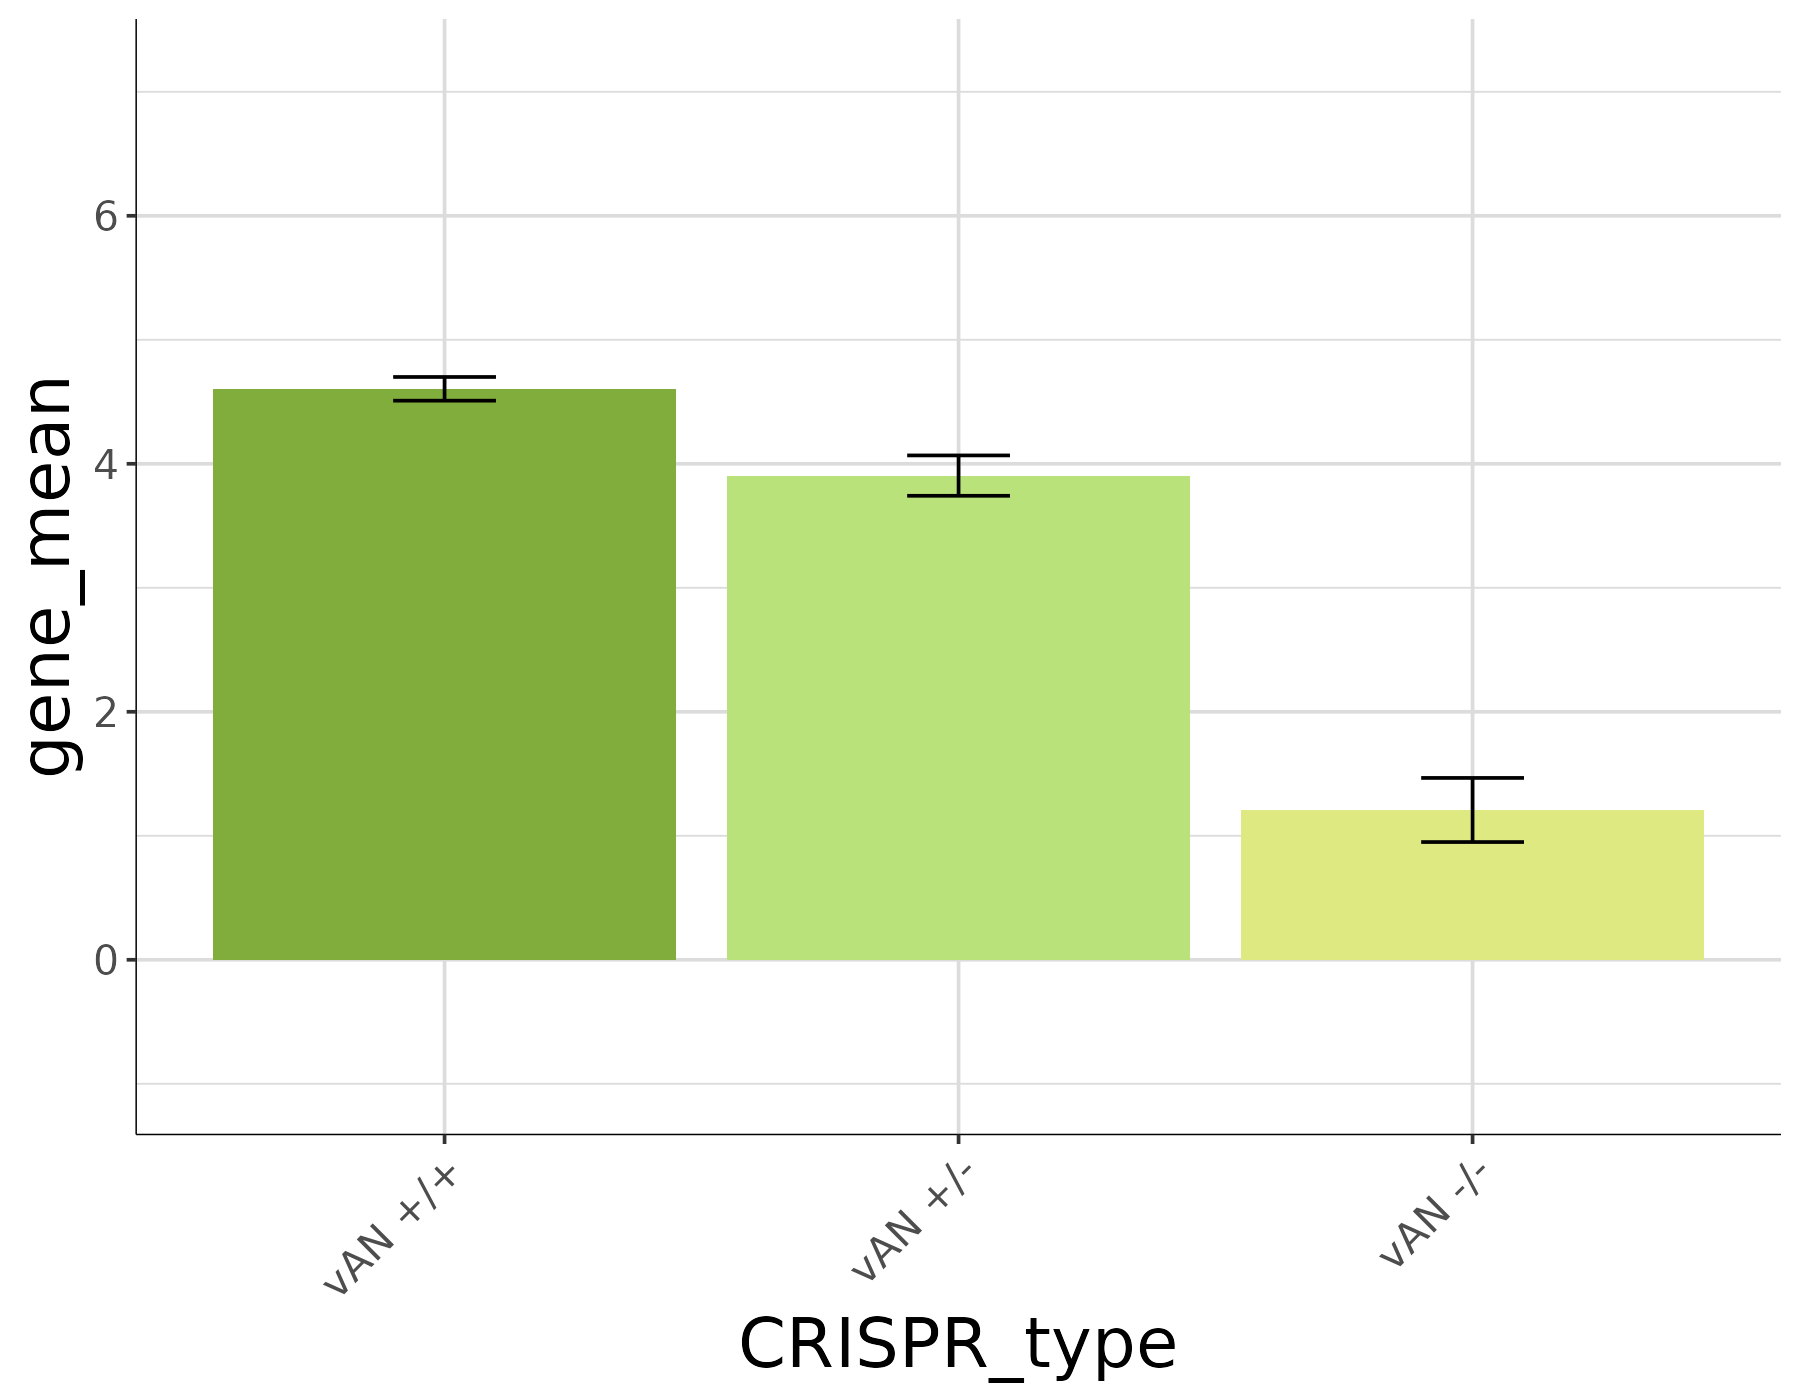 gene_mean
6
4
2
0
vAN +/+
vAN +/-
vAN -/-
CRISPR_type